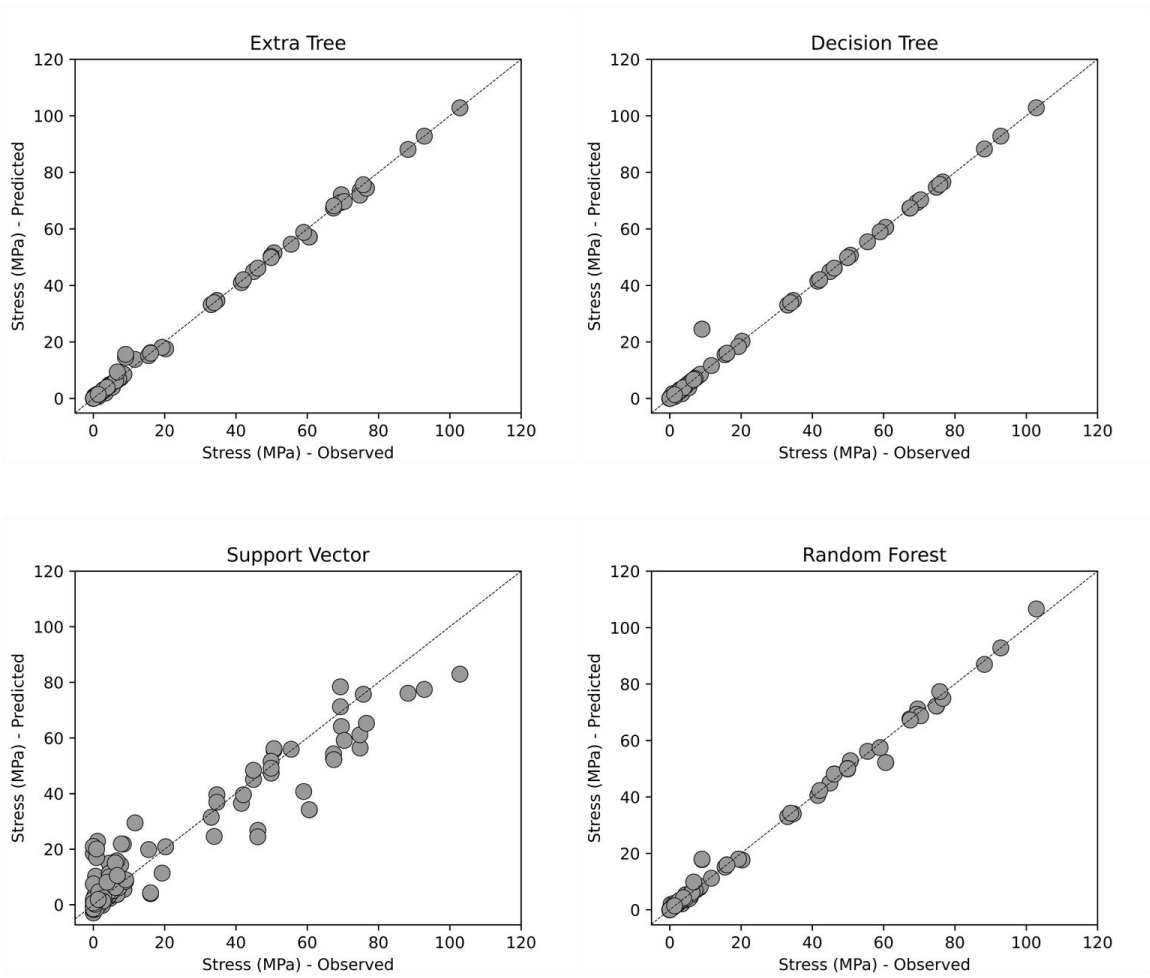 Extra Tree
120
100
80
60
40
20
0
Stress (MPa) - Predicted
0 20 40 60 80 100 120
Stress (MPa) - Observed
Decision Tree
120
100
80
60
40
20
0
Stress (MPa) - Predicted
0 20 40 60 80 100 120
Stress (MPa) - Observed
Support Vector
120
100
80
60
40
20
0
Stress (MPa) - Predicted
0 20 40 60 80 100 120
Stress (MPa) - Observed
Random Forest
120
100
80
60
40
20
0
Stress (MPa) - Predicted
0 20 40 60 80 100 120
Stress (MPa) - Observed